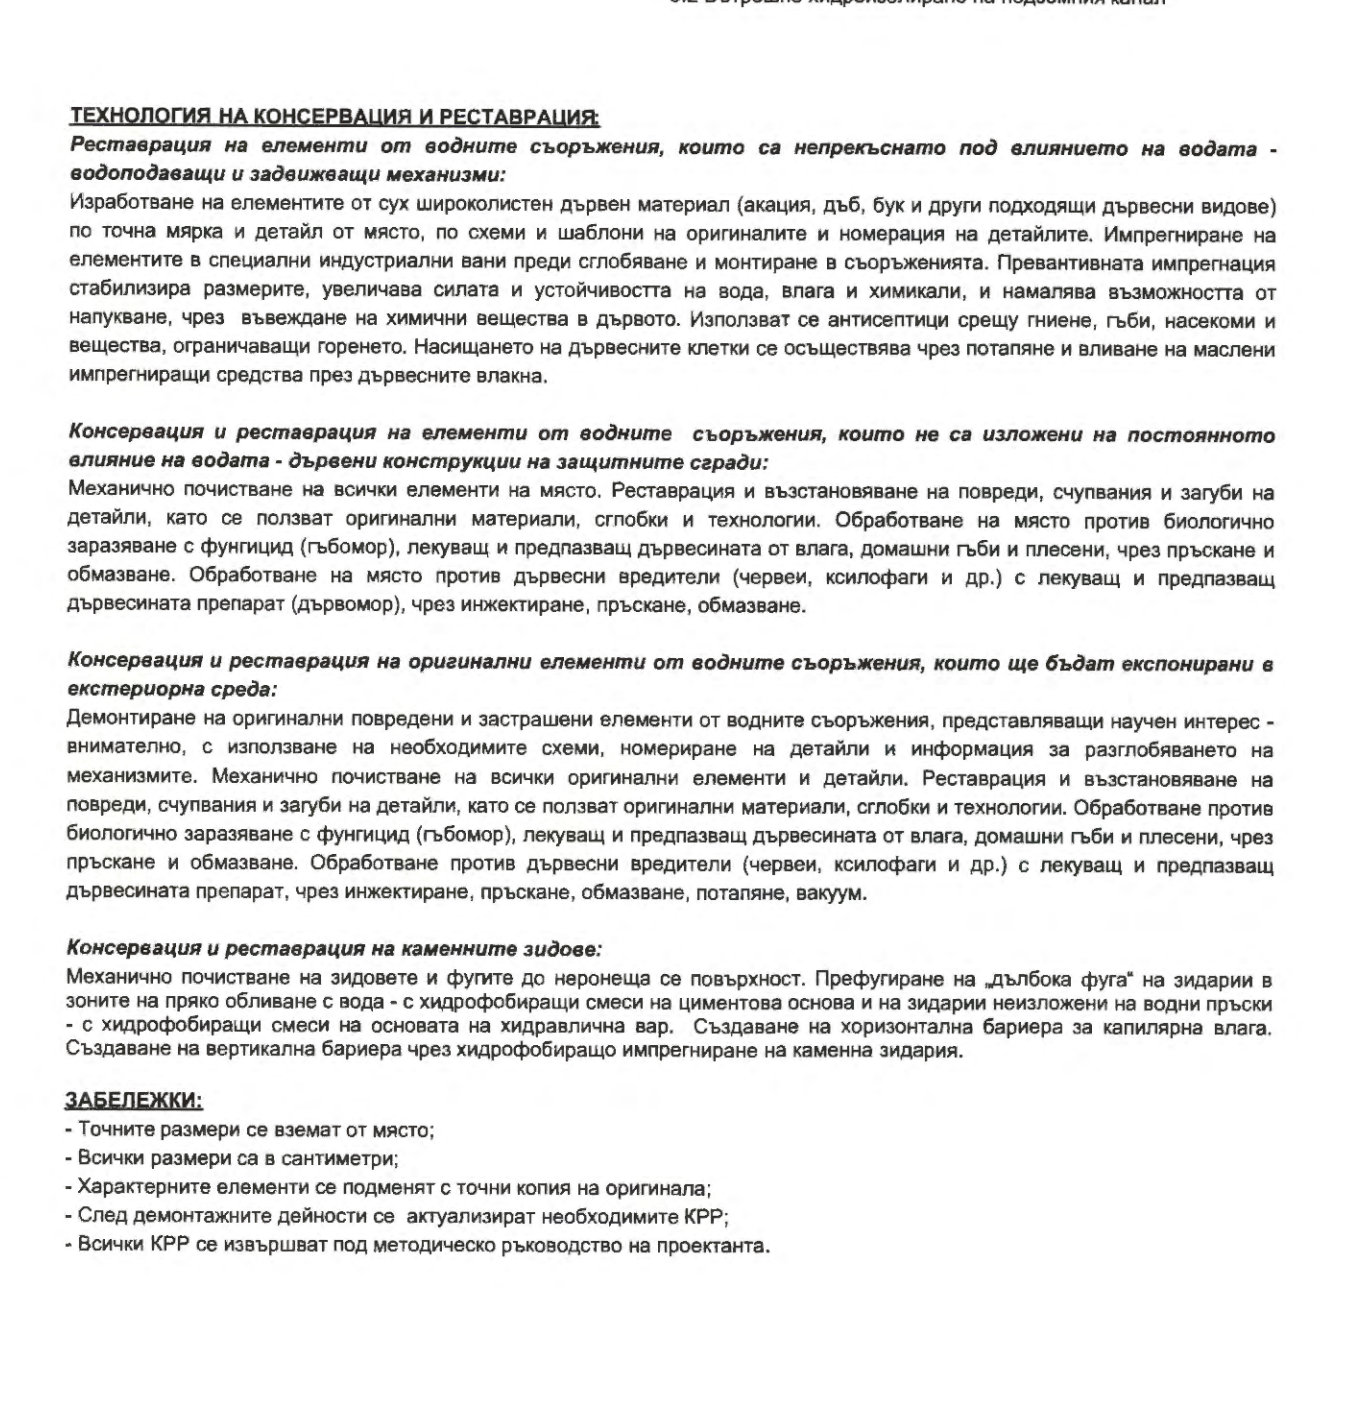 ТЕХНОЛОГИЯ НА КОНСЕРВАЦИЯ И РЕСТАВРАЦИЯ:
Реставрация на елементи от водните съоръжения, които са непрекъснато под влиянието на водата -
водоподаващи и задвижващи механизми:
Изработване на елементите от сух широколистен дървен материал (акация, дъб, бук и други подходящи дървесни видове)
по точна мярка и детайл от място, по схеми и шаблони на оригиналите и номерация на детайлите. Импрегниране на
елементите в специални индустриални вани преди сглобяване и монтиране в съоръженията. Превантивната импрегнация
стабилизира размерите, увеличава силата и устойчивостта на вода, влага и химикали, и намалява възможността от
напукване, чрез въвеждане на химични вещества в дървото. Използват се антисептици срещу гниене, гъби, насекоми и
вещества, ограничаващи горенето. Насищането на дървесните клетки се осъществява чрез потапяне и вливане на маслени
импрегниращи средства през дървесните влакна.
Консервация и реставрация на елементи от водните съоръжения, които не са изложени на постоянното
влияние на водата - дървени конструкции на защитните сгради:
Механично почистване на всички елементи на място. Реставрация и възстановяване на повреди, счупвания и загуби на
детайли, като се ползват оригинални материали, сглобки и технологии. Обработване на място против биологично
заразяване с фунгицид (гъбомор), лекуващ и предпазващ дървесината от влага, домашни гъби и плесени, чрез пръскане и
обмазване. Обработване на място против дървесни вредители (червеи, ксилофаги и др.) с лекуващ и предпазващ
дървесината препарат (дървомор), чрез инжектиране, пръскане, обмазване.
Консервация и реставрация на оригинални елементи от водните съоръжения, които ще бъдат експонирани в
екстериорна среда:
Демонтиране на оригинални повредени и застрашени елементи от водните съоръжения, представляващи научен интерес -
внимателно, с използване на необходимите схеми, номериране на детайли и информация за разглобяването на
механизмите. Механично почистване на всички оригинални елементи и детайли. Реставрация и възстановяване на
повреди, счупвания и загуби на детайли, като се ползват оригинални материали, сглобки и технологии. Обработване против
биологично заразяване с фунгицид (гъбомор), лекуващ и предпазващ дървесината от влага, домашни гъби и плесени, чрез
пръскане и обмазване. Обработване против дървесни вредители (червеи, ксилофаги и др.) с лекуващ и предпазващ
дървесината препарат, чрез инжектиране, пръскане, обмазване, потапяне, вакуум.
Консервация и реставрация на каменните зидове:
Механично почистване на зидовете и фугите до неронеща се повърхност. Префугиране на „дълбока фуга“ на зидарии в
зоните на пряко обливане с вода - с хидрофобиращи смеси на циментова основа и на зидарии неизложени на водни пръски
- с хидрофобиращи смеси на основата на хидравлична вар. Създаване на хоризонтална бариера за капилярна влага.
Създаване на вертикална бариера чрез хидрофобиращо импрегниране на каменна зидария.
ЗАБЕЛЕЖКИ:
- Точните размери се вземат от място;
- Всички размери са в сантиметри;
- Характерните елементи се подменят с точни копия на оригинала;
- След демонтажните дейности се актуализират необходимите КРР;
- Всички КРР се извършват под методическо ръководство на проектанта.